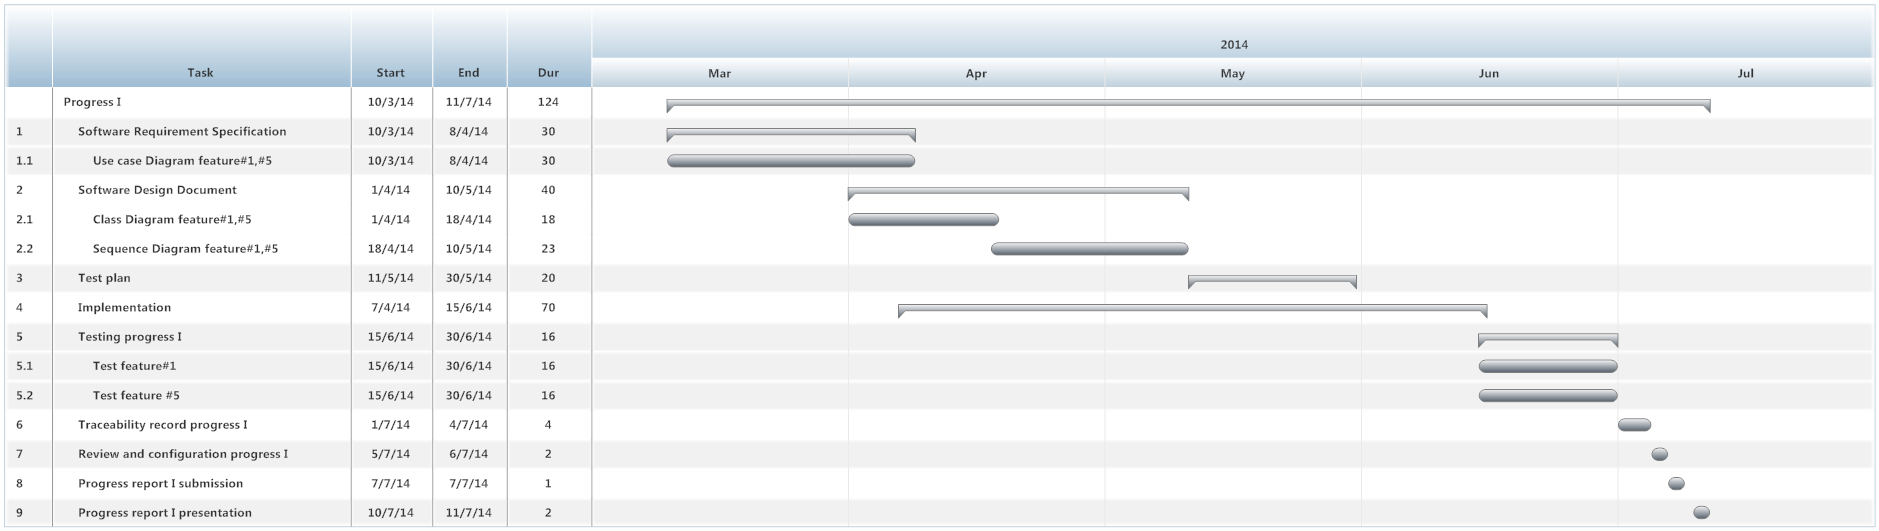 2014
Task Start End Dur Mar Apr May Jun Jul
Progress I 10/3/14 11/7/14 124
1 Software Requirement Specification 10/3/14 8/4/14 30
1.1 Use case Diagram feature#1,#5 10/3/14 8/4/14 30
2 Software Design Document 1/4/14 10/5/14 40
2.1 Class Diagram feature#1,#5 1/4/14 18/4/14 18
2.2 Sequence Diagram feature#1,#5 18/4/14 10/5/14 23
3 Test plan 11/5/14 30/5/14 20
4 Implementation 7/4/14 15/6/14 70
5 Testing progress I 15/6/14 30/6/14 16
5.1 Test feature#1 15/6/14 30/6/14 16
5.2 Test feature #5 15/6/14 30/6/14 16
6 Traceability record progress I 1/7/14 4/7/14 4
7 Review and configuration progress I 5/7/14 6/7/14 2
8 Progress report I submission 7/7/14 7/7/14 1
9 Progress report I presentation 10/7/14 11/7/14 2